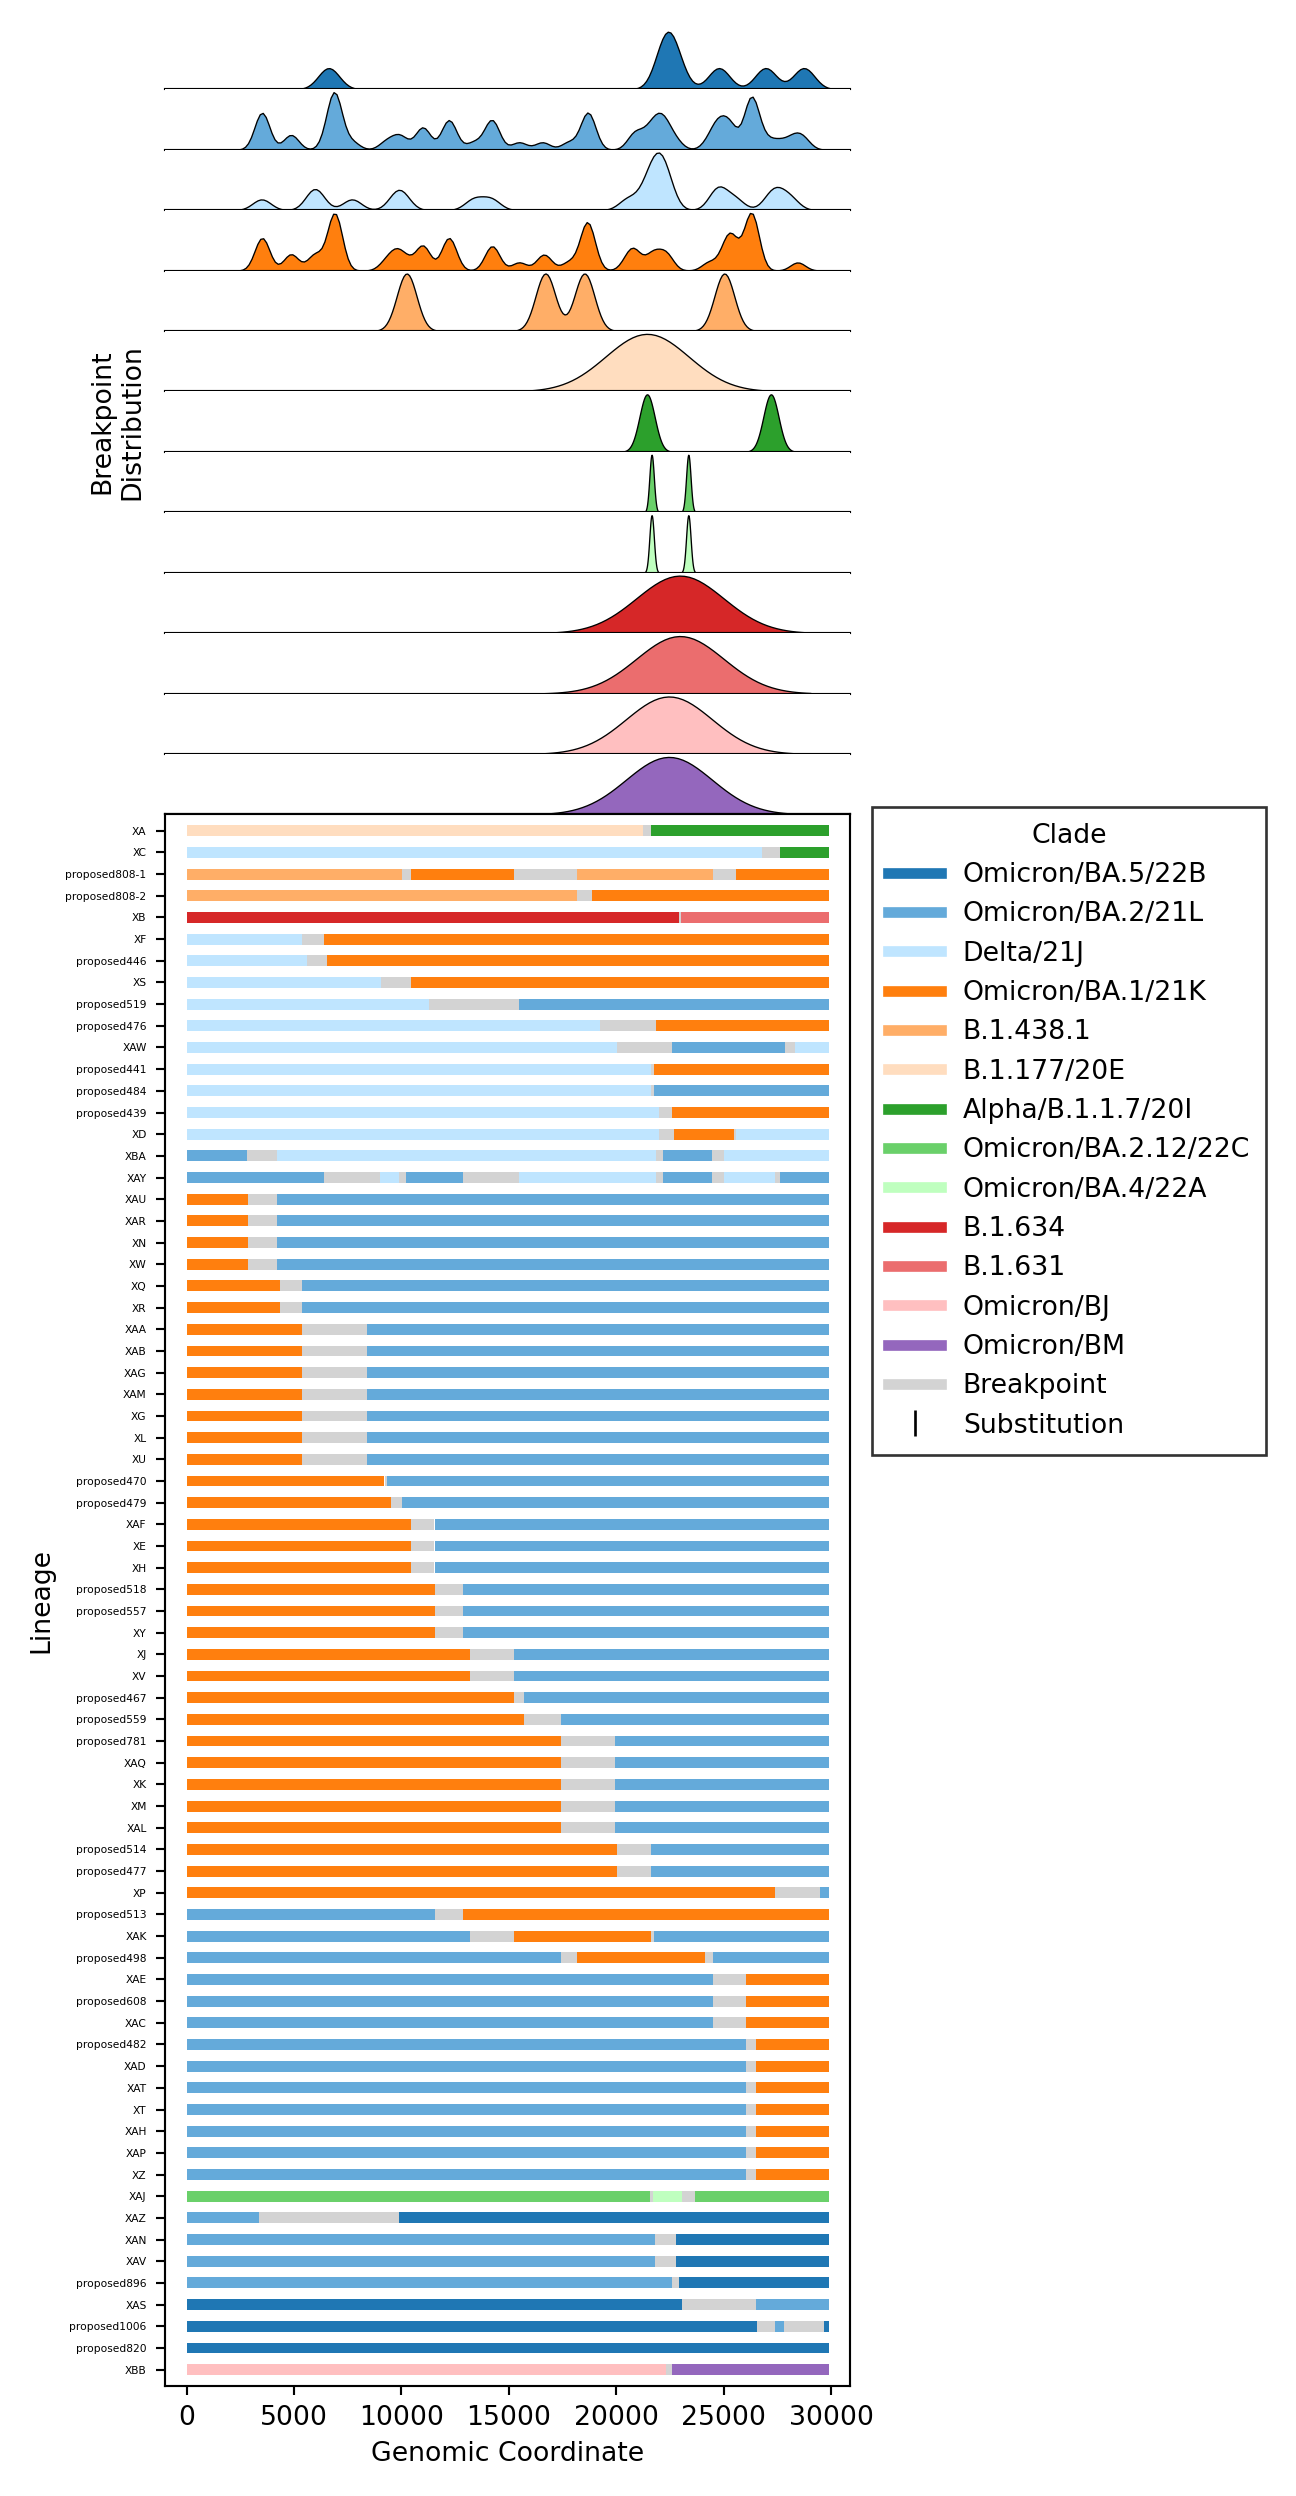 Breakpoint
Distribution
XA
XC
proposed808-1
proposed808-2
XB
XF
proposed446
XS
proposed519
proposed476
XAW
proposed441
proposed484
proposed439
XD
XBA
XAY
XAU
XAR
XN
XW
XQ
XR
XAA
XAB
XAG
XAM
XG
XL
XU
proposed470
proposed479
XAF
XE
XH
proposed518
proposed557
XY
XJ
XV
proposed467
proposed559
proposed781
XAQ
XK
XM
XAL
proposed514
proposed477
XP
proposed513
XAK
proposed498
XAE
proposed608
XAC
proposed482
XAD
XAT
XT
XAH
XAP
XZ
XAJ
XAZ
XAN
XAV
proposed896
XAS
proposed1006
proposed820
XBB
Lineage
0 5000 10000 15000 20000 25000 30000
Genomic Coordinate
Clade
Omicron/BA.5/22B
Omicron/BA.2/21L
Delta/21J
Omicron/BA.1/21K
B.1.438.1
B.1.177/20E
Alpha/B.1.1.7/20I
Omicron/BA.2.12/22C
Omicron/BA.4/22A
B.1.634
B.1.631
Omicron/BJ
Omicron/BM
Breakpoint
Substitution